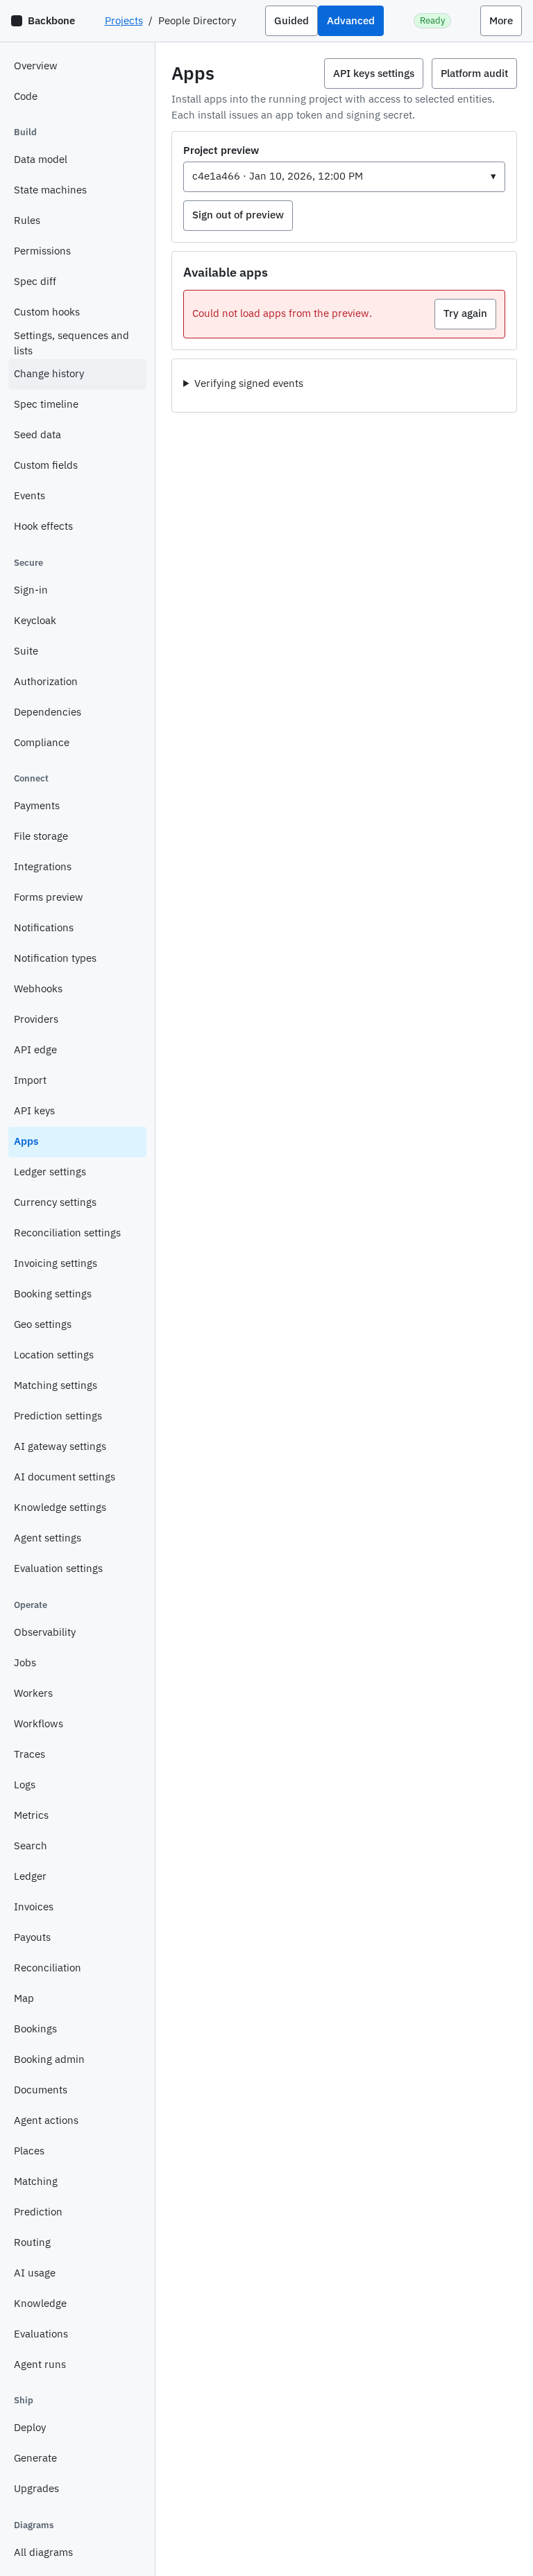 Backbone
Projects / People Directory
Guided
Advanced
Ready
More
Overview
Code
Build
Data model
State machines
Rules
Permissions
Spec diff
Custom hooks
Settings, sequences and
lists
Change history
Spec timeline
Seed data
Custom fields
Events
Hook effects
Secure
Sign-in
Keycloak
Suite
Authorization
Dependencies
Compliance
Connect
Payments
File storage
Integrations
Forms preview
Notifications
Notification types
Webhooks
Providers
API edge
Import
API keys
Apps
Ledger settings
Currency settings
Reconciliation settings
Invoicing settings
Booking settings
Geo settings
Location settings
Matching settings
Prediction settings
AI gateway settings
AI document settings
Knowledge settings
Agent settings
Evaluation settings
Operate
Observability
Jobs
Workers
Workflows
Traces
Logs
Metrics
Search
Ledger
Invoices
Payouts
Reconciliation
Map
Bookings
Booking admin
Documents
Agent actions
Places
Matching
Prediction
Routing
AI usage
Knowledge
Evaluations
Agent runs
Ship
Deploy
Generate
Upgrades
Diagrams
All diagrams
Apps
API keys settings
Platform audit
Install apps into the running project with access to selected entities.
Each install issues an app token and signing secret.
Project preview
c4e1a466 · Jan 10, 2026, 12:00 PM
Sign out of preview
Available apps
Could not load apps from the preview.
Try again
Verifying signed events